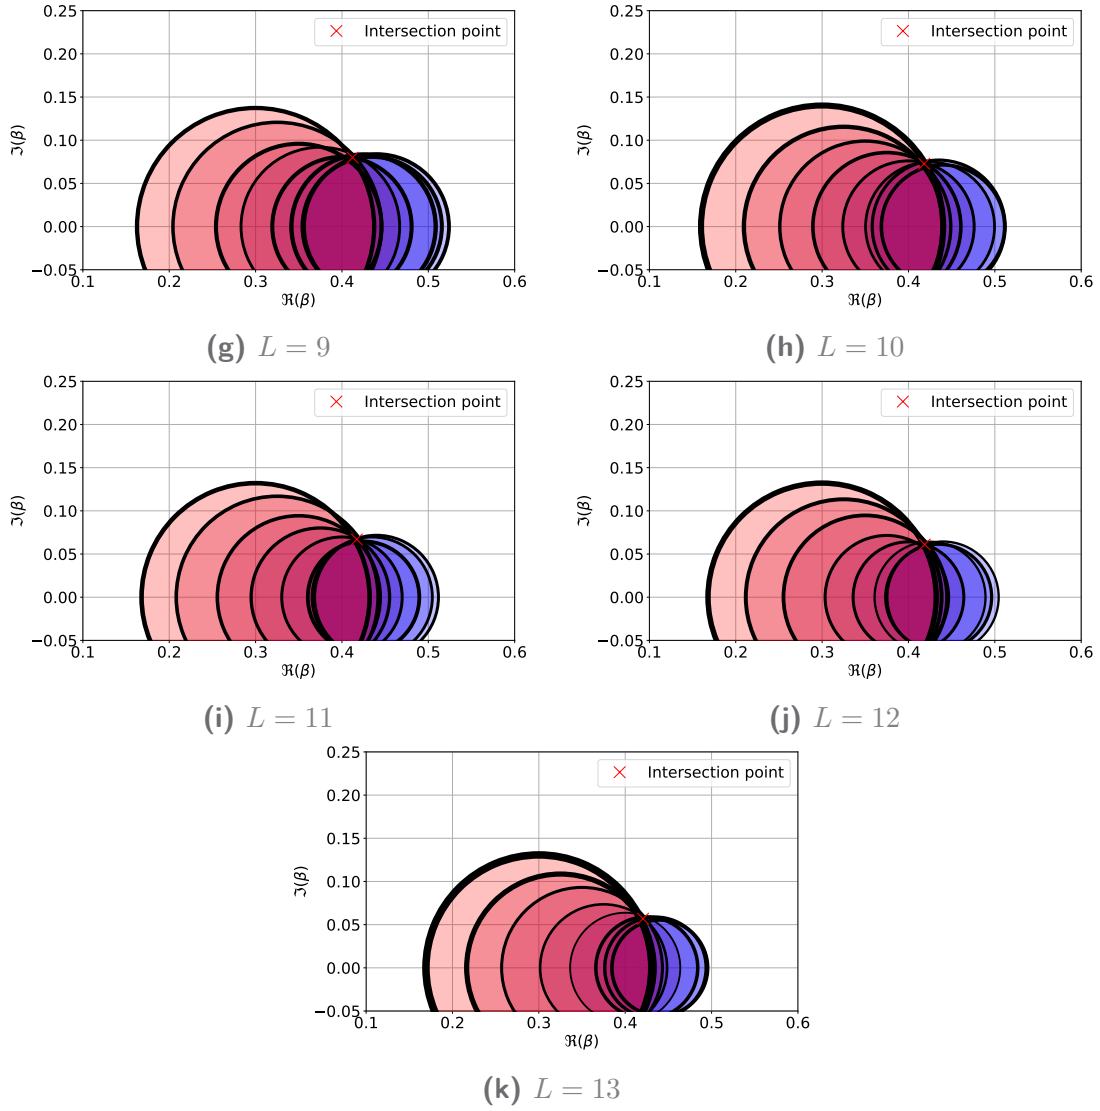 0.25
0.20
0.15
0.10
0.05
0.00
−0.05
ℑ(β)
Intersection point
0.1 0.2 0.3 0.4 0.5 0.6
ℜ(β)
(g) L = 9
0.25
0.20
0.15
0.10
0.05
0.00
−0.05
ℑ(β)
Intersection point
0.1 0.2 0.3 0.4 0.5 0.6
ℜ(β)
(h) L = 10
0.25
0.20
0.15
0.10
0.05
0.00
−0.05
ℑ(β)
Intersection point
0.1 0.2 0.3 0.4 0.5 0.6
ℜ(β)
(i) L = 11
0.25
0.20
0.15
0.10
0.05
0.00
−0.05
ℑ(β)
Intersection point
0.1 0.2 0.3 0.4 0.5 0.6
ℜ(β)
(j) L = 12
0.25
0.20
0.15
0.10
0.05
0.00
−0.05
ℑ(β)
Intersection point
0.1 0.2 0.3 0.4 0.5 0.6
ℜ(β)
(k) L = 13